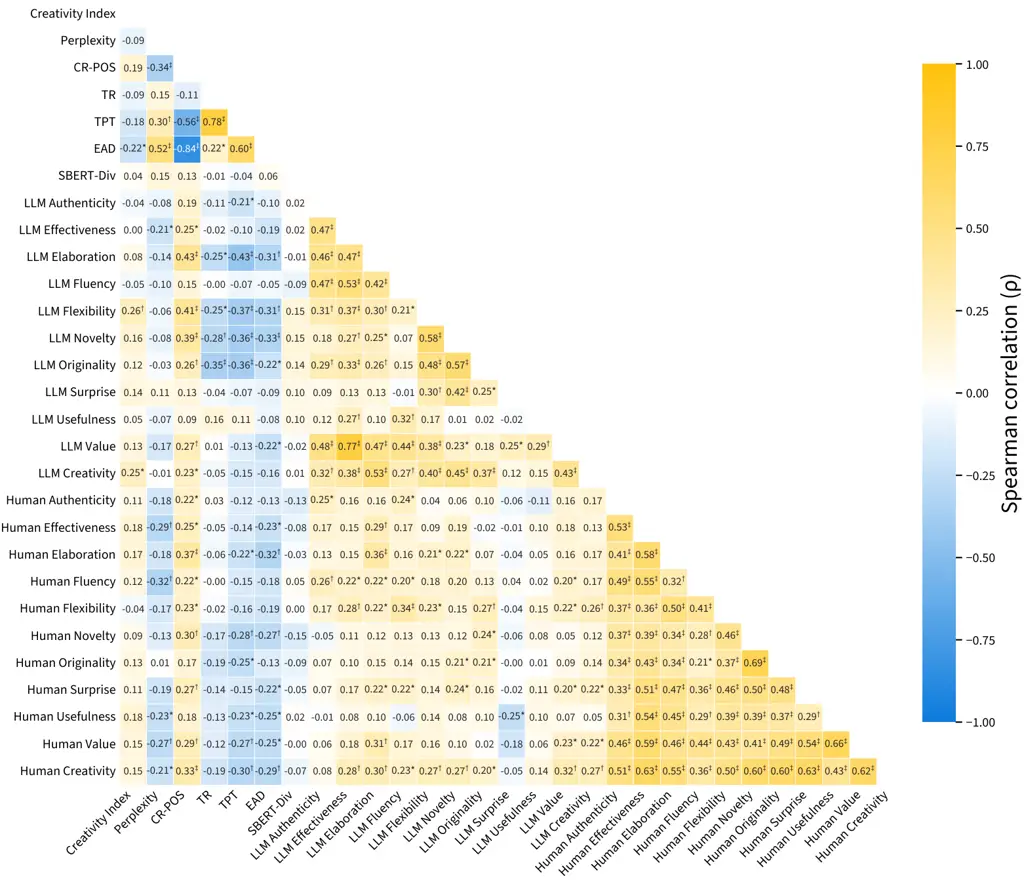 Creativity Index
Perplexity -0.09
CR-POS 0.19 -0.34‡
TR -0.09 0.15 -0.11
TPT -0.18 0.30† -0.56‡ 0.78‡
EAD -0.22* 0.52‡ -0.84‡ 0.22* 0.60‡
SBERT-Div 0.04 0.15 0.13 -0.01 -0.04 0.06
LLM Authenticity -0.04 -0.08 0.19 -0.11 -0.21* -0.10 0.02
LLM Effectiveness 0.00 -0.21* 0.25* -0.02 -0.10 -0.19 0.02 0.47‡
LLM Elaboration 0.08 -0.14 0.43‡ -0.25* -0.43‡ -0.31† -0.01 0.46‡ 0.47‡
LLM Fluency -0.05 -0.10 0.15 -0.00 -0.07 -0.05 -0.09 0.47‡ 0.53‡ 0.42‡
LLM Flexibility 0.26† -0.06 0.41‡ -0.25* -0.37‡ -0.31† 0.15 0.31† 0.37‡ 0.30† 0.21*
LLM Novelty 0.16 -0.08 0.39‡ -0.28† -0.36‡ -0.33‡ 0.15 0.18 0.27† 0.25* 0.07 0.58‡
LLM Originality 0.12 -0.03 0.26† -0.35‡ -0.36‡ -0.22* 0.14 0.29† 0.33‡ 0.26† 0.15 0.48‡ 0.57‡
LLM Surprise 0.14 0.11 0.13 -0.04 -0.07 -0.09 0.10 0.09 0.13 0.13 -0.01 0.30† 0.42‡ 0.25*
LLM Usefulness 0.05 -0.07 0.09 0.16 0.11 -0.08 0.10 0.12 0.27† 0.10 0.32† 0.17 0.01 0.02 -0.02
LLM Value 0.13 -0.17 0.27† 0.01 -0.13 -0.22* -0.02 0.48‡ 0.77‡ 0.47‡ 0.44‡ 0.38‡ 0.23* 0.18 0.25* 0.29†
LLM Creativity 0.25* -0.01 0.23* -0.05 -0.15 -0.16 0.01 0.32† 0.38‡ 0.53‡ 0.27† 0.40‡ 0.45‡ 0.37‡ 0.12 0.15 0.43‡
Human Authenticity 0.11 -0.18 0.22* 0.03 -0.12 -0.13 -0.13 0.25* 0.16 0.16 0.24* 0.04 0.06 0.10 -0.06 -0.11 0.16 0.17
Human Effectiveness 0.18 -0.29† 0.25* -0.05 -0.14 -0.23* -0.08 0.17 0.15 0.29† 0.17 0.09 0.19 -0.02 -0.01 0.10 0.18 0.13 0.53‡
Human Elaboration 0.17 -0.18 0.37‡ -0.06 -0.22* -0.32† -0.03 0.13 0.15 0.36‡ 0.16 0.21* 0.22* 0.07 -0.04 0.05 0.16 0.17 0.41‡ 0.58‡
Human Fluency 0.12 -0.32† 0.22* -0.00 -0.15 -0.18 0.05 0.26† 0.22* 0.22* 0.20* 0.18 0.20 0.13 0.04 0.02 0.20* 0.17 0.49‡ 0.55‡ 0.32†
Human Flexibility -0.04 -0.17 0.23* -0.02 -0.16 -0.19 0.00 0.17 0.28† 0.22* 0.34‡ 0.23* 0.15 0.27† -0.04 0.15 0.22* 0.26† 0.37‡ 0.36‡ 0.50‡ 0.41‡
Human Novelty 0.09 -0.13 0.30† -0.17 -0.28† -0.27† -0.15 -0.05 0.11 0.12 0.13 0.13 0.12 0.24* -0.06 0.08 0.05 0.12 0.37‡ 0.39‡ 0.34‡ 0.28† 0.46‡
Human Originality 0.13 0.01 0.17 -0.19 -0.25* -0.13 -0.09 0.07 0.10 0.15 0.14 0.15 0.21* 0.21* -0.00 0.01 0.09 0.14 0.34‡ 0.43‡ 0.34‡ 0.21* 0.37‡ 0.69‡
Human Surprise 0.11 -0.19 0.27† -0.14 -0.15 -0.22* -0.05 0.07 0.17 0.22* 0.22* 0.14 0.24* 0.16 -0.02 0.11 0.20* 0.22* 0.33‡ 0.51‡ 0.47‡ 0.36‡ 0.46‡ 0.50‡ 0.48‡
Human Usefulness 0.18 -0.23* 0.18 -0.13 -0.23* -0.25* 0.02 -0.01 0.08 0.10 -0.06 0.14 0.08 0.10 -0.25* 0.10 0.07 0.05 0.31† 0.54‡ 0.45‡ 0.29† 0.39‡ 0.39‡ 0.37‡ 0.29†
Human Value 0.15 -0.27† 0.29† -0.12 -0.27† -0.25* -0.00 0.06 0.18 0.31† 0.17 0.16 0.10 0.02 -0.18 0.06 0.23* 0.22* 0.46‡ 0.59‡ 0.46‡ 0.44‡ 0.43‡ 0.41‡ 0.49‡ 0.54‡ 0.66‡
Human Creativity 0.15 -0.21* 0.33‡ -0.19 -0.30† -0.29† -0.07 0.08 0.28† 0.30† 0.23* 0.27† 0.27† 0.20* -0.05 0.14 0.32† 0.27† 0.51‡ 0.63‡ 0.55‡ 0.36‡ 0.50‡ 0.60‡ 0.60‡ 0.63‡ 0.43‡ 0.62‡
Creativity Index
Perplexity
CR-POS
TR
TPT
EAD
SBERT-Div
LLM Authenticity
LLM Effectiveness
LLM Elaboration
LLM Fluency
LLM Flexibility
LLM Novelty
LLM Originality
LLM Surprise
LLM Usefulness
LLM Value
LLM Creativity
Human Authenticity
Human Effectiveness
Human Elaboration
Human Fluency
Human Flexibility
Human Novelty
Human Originality
Human Surprise
Human Usefulness
Human Value
Human Creativity
1.00
0.75
0.50
0.25
0.00
−0.25
−0.50
−0.75
−1.00
Spearman correlation (ρ)